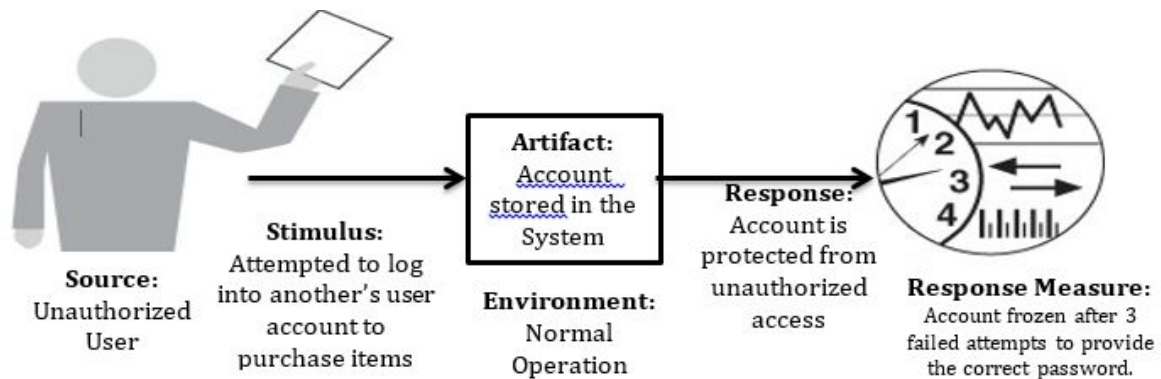 Source:
Unauthorized
User
Stimulus:
Attempted to log
into another's user
account to
purchase items
Artifact:
Account
stored in the
System
Environment:
Normal
Operation
Response:
Account is
protected from
unauthorized
access
1
2
3
4
Response Measure:
Account frozen after 3
failed attempts to provide
the correct password.